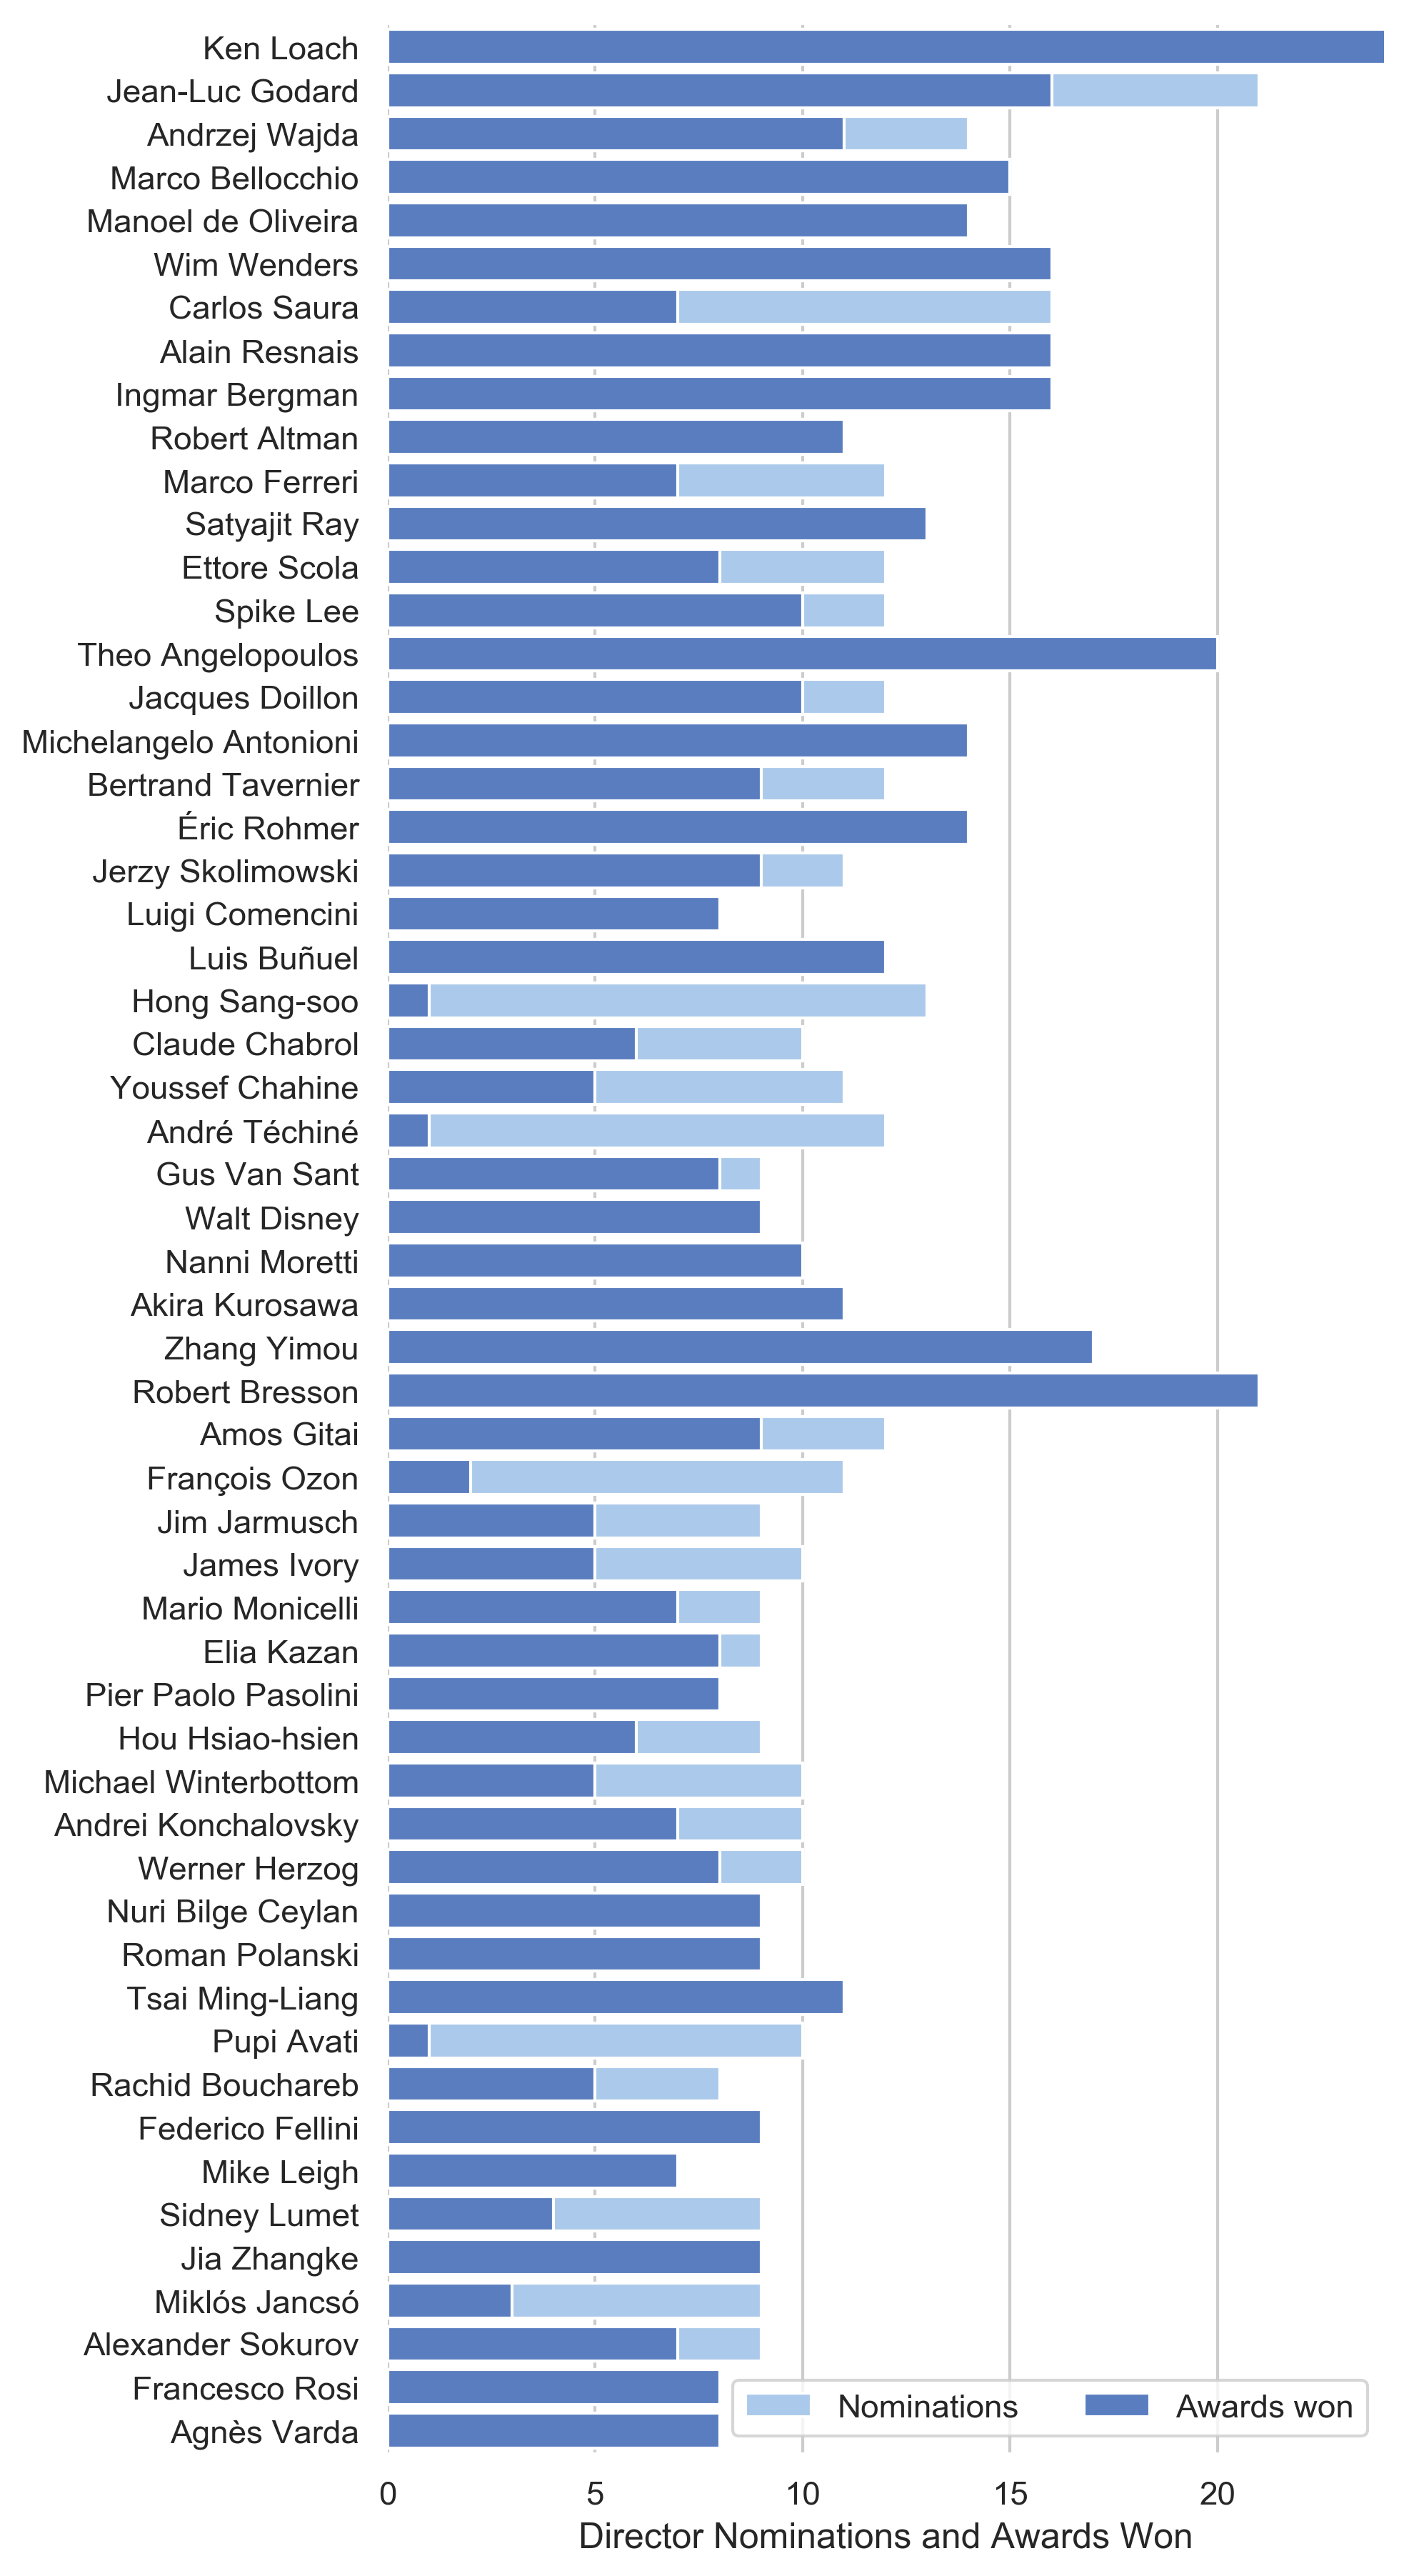 Ken Loach
Jean-Luc Godard
Andrzej Wajda
Marco Bellocchio
Manoel de Oliveira
Wim Wenders
Carlos Saura
Alain Resnais
Ingmar Bergman
Robert Altman
Marco Ferreri
Satyajit Ray
Ettore Scola
Spike Lee
Theo Angelopoulos
Jacques Doillon
Michelangelo Antonioni
Bertrand Tavernier
Éric Rohmer
Jerzy Skolimowski
Luigi Comencini
Luis Buñuel
Hong Sang-soo
Claude Chabrol
Youssef Chahine
André Téchiné
Gus Van Sant
Walt Disney
Nanni Moretti
Akira Kurosawa
Zhang Yimou
Robert Bresson
Amos Gitai
François Ozon
Jim Jarmusch
James Ivory
Mario Monicelli
Elia Kazan
Pier Paolo Pasolini
Hou Hsiao-hsien
Michael Winterbottom
Andrei Konchalovsky
Werner Herzog
Nuri Bilge Ceylan
Roman Polanski
Tsai Ming-Liang
Pupi Avati
Rachid Bouchareb
Federico Fellini
Mike Leigh
Sidney Lumet
Jia Zhangke
Miklós Jancsó
Alexander Sokurov
Francesco Rosi
Agnès Varda
Nominations Awards won
0 5 10 15 20
Director Nominations and Awards Won